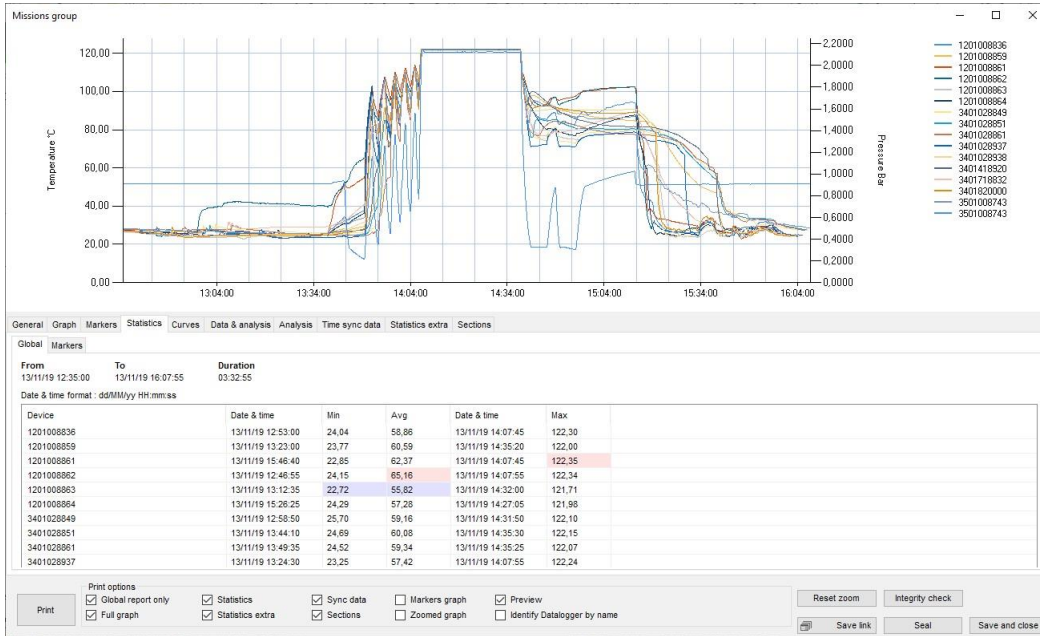 Missions group
120,00
100,00
80,00
60,00
40,00
20,00
0,00
Temperature °C
2,2000
2,0000
1,8000
1,6000
1,4000
1,2000
1,0000
0,8000
0,6000
0,4000
0,2000
0,0000
Pressure Bar
13:04:00 13:34:00 14:04:00 14:34:00 15:04:00 15:34:00 16:04:00
1201008836
1201008859
1201008861
1201008862
1201008863
1201008864
3401028849
3401028851
3401028861
3401028937
3401028938
3401418920
3401718832
3401820000
3501008743
3501008743
General Graph Markers Statistics Curves Data & analysis Analysis Time sync data Statistics extra Sections
Global Markers
From To Duration
13/11/19 12:35:00 13/11/19 16:07:55 03:32:55
Date & time format : dd/MM/yy HH:mm:ss
Device Date & time Min Avg Date & time Max
1201008836 13/11/19 12:53:00 24,04 58,86 13/11/19 14:07:45 122,30
1201008859 13/11/19 13:23:00 23,77 60,59 13/11/19 14:35:20 122,00
1201008861 13/11/19 15:46:40 22,85 62,37 13/11/19 14:07:45 122,35
1201008862 13/11/19 12:46:55 24,15 65,16 13/11/19 14:07:55 122,34
1201008863 13/11/19 13:12:35 22,72 55,82 13/11/19 14:32:00 121,71
1201008864 13/11/19 15:26:25 24,29 57,28 13/11/19 14:27:05 121,98
3401028849 13/11/19 12:58:50 25,70 59,16 13/11/19 14:31:50 122,10
3401028851 13/11/19 13:44:10 24,69 60,08 13/11/19 14:35:30 122,15
3401028861 13/11/19 13:49:35 24,52 59,34 13/11/19 14:35:25 122,07
3401028937 13/11/19 13:24:30 23,25 57,42 13/11/19 14:07:55 122,24
Print
Print options
Global report only Statistics Sync data Markers graph Preview
Full graph Statistics extra Sections Zoomed graph Identify Datalogger by name
Reset zoom Integrity check
Save link Seal Save and close